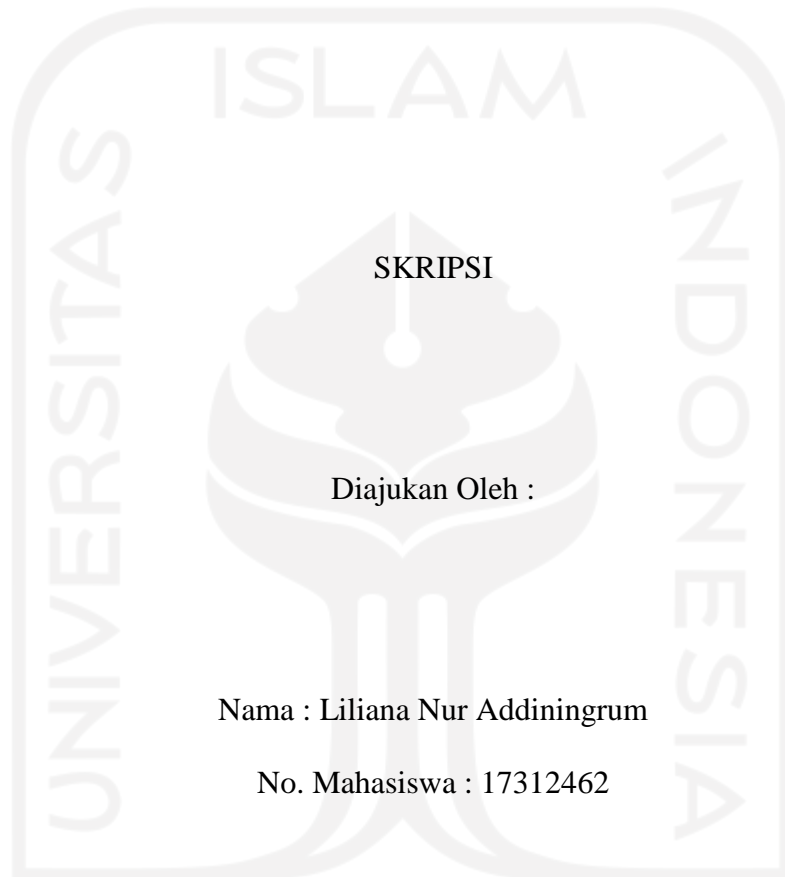 ISLAM
UNIVERSITAS
INDONESIA
SKRIPSI
Diajukan Oleh :
Nama : Liliana Nur Addiningrum
No. Mahasiswa : 17312462